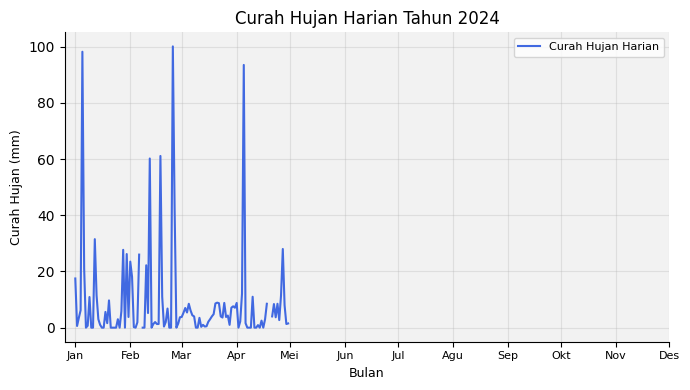 Curah Hujan Harian Tahun 2024
Curah Hujan Harian
Curah Hujan (mm)
100
80
60
40
20
0
Jan Feb Mar Apr Mei Jun Jul Agu Sep Okt Nov Des
Bulan